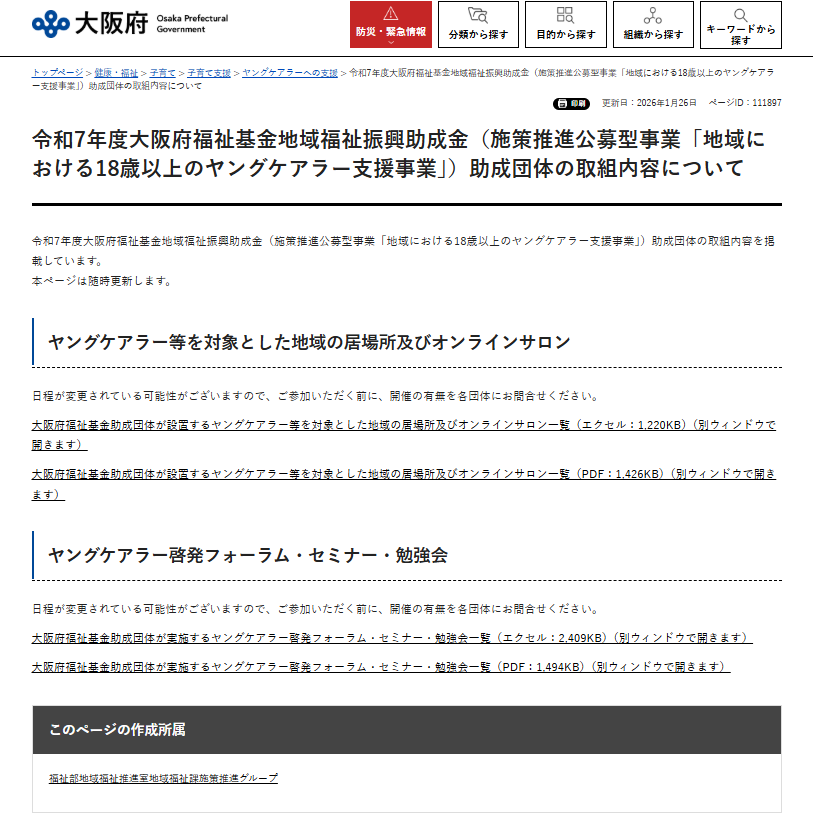 大阪府 Osaka Prefectural Government
防災・緊急情報
分類から探す
目的から探す
組織から探す
キーワードから探す
トップページ > 健康・福祉 > 子育て > 子育て支援 > ヤングケアラーへの支援 > 令和7年度大阪府福祉基金地域福祉振興助成金（施策推進公募型事業「地域における18歳以上のヤングケアラ
ー支援事業」）助成団体の取組内容について
印刷 更新日：2026年1月26日 ページID：111897
令和7年度大阪府福祉基金地域福祉振興助成金（施策推進公募型事業「地域に
おける18歳以上のヤングケアラー支援事業」）助成団体の取組内容について
令和7年度大阪府福祉基金地域福祉振興助成金（施策推進公募型事業「地域における18歳以上のヤングケアラー支援事業」）助成団体の取組内容を掲
載しています。
本ページは随時更新します。
ヤングケアラー等を対象とした地域の居場所及びオンラインサロン
日程が変更されている可能性がございますので、ご参加いただく前に、開催の有無を各団体にお問合せください。
大阪府福祉基金助成団体が設置するヤングケアラー等を対象とした地域の居場所及びオンラインサロン一覧（エクセル：1,220KB）（別ウィンドウで
開きます）
大阪府福祉基金助成団体が設置するヤングケアラー等を対象とした地域の居場所及びオンラインサロン一覧（PDF：1,426KB）（別ウィンドウで開き
ます）
ヤングケアラー啓発フォーラム・セミナー・勉強会
日程が変更されている可能性がございますので、ご参加いただく前に、開催の有無を各団体にお問合せください。
大阪府福祉基金助成団体が実施するヤングケアラー啓発フォーラム・セミナー・勉強会一覧（エクセル：2,409KB）（別ウィンドウで開きます）
大阪府福祉基金助成団体が実施するヤングケアラー啓発フォーラム・セミナー・勉強会一覧（PDF：1,494KB）（別ウィンドウで開きます）
このページの作成所属
福祉部地域福祉推進室地域福祉課施策推進グループ